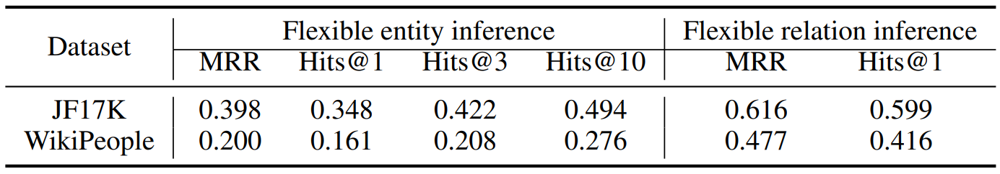 Dataset Flexible entity inference Flexible relation inference
MRR Hits@1 Hits@3 Hits@10 MRR Hits@1
JF17K 0.398 0.348 0.422 0.494 0.616 0.599
WikiPeople 0.200 0.161 0.208 0.276 0.477 0.416